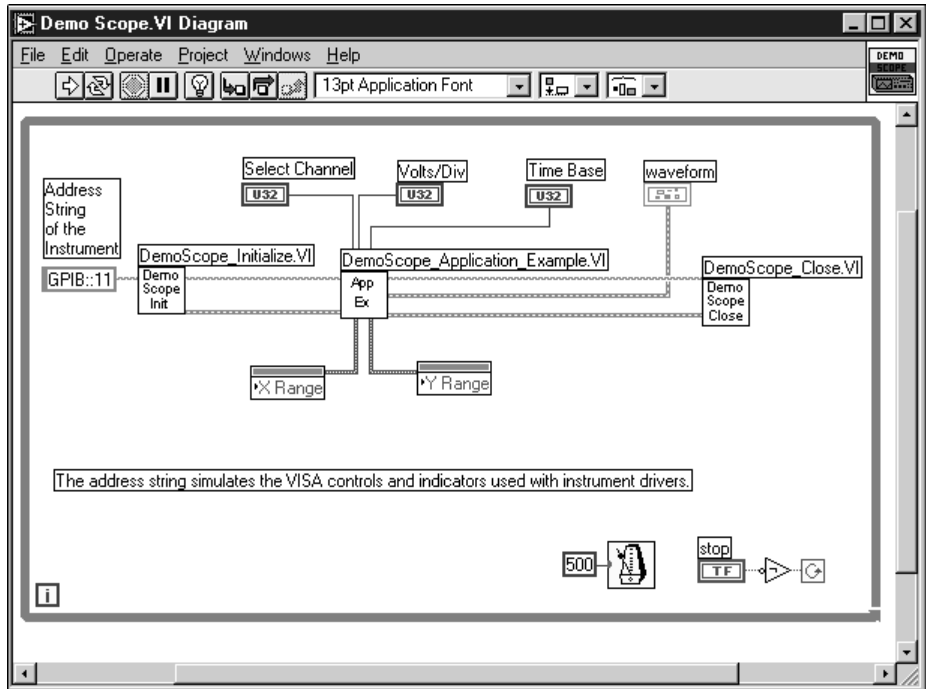 Demo Scope.VI Diagram
File Edit Operate Project Windows Help
DEMO
SCOPE
13pt Application Font
Select Channel
U32
Volts/Div
U32
Time Base
U32
waveform
Address
String
of the
Instrument
GPIB::11
DemoScope_Initialize.VI
Demo
Scope
Init
DemoScope_Application_Example.VI
App
Ex
DemoScope_Close.VI
Demo
Scope
Close
X Range
Y Range
The address string simulates the VISA controls and indicators used with instrument drivers.
500
stop
TF
i